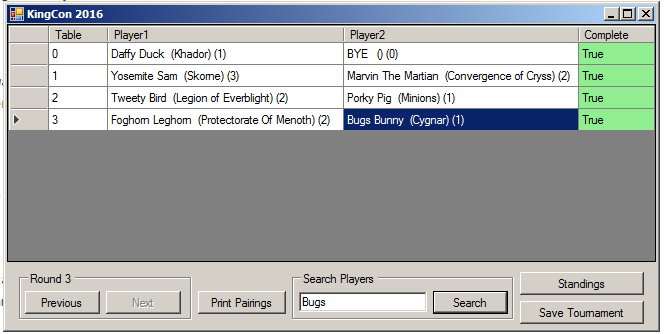 KingCon 2016
Table Player1 Player2 Complete
0 Daffy Duck (Khador) (1) BYE () (0) True
1 Yosemite Sam (Skorne) (3) Marvin The Martian (Convergence of Cryss) (2) True
2 Tweety Bird (Legion of Everblight) (2) Porky Pig (Minions) (1) True
3 Foghorn Leghorn (Protectorate Of Menoth) (2) Bugs Bunny (Cygnar) (1) True
Round 3 Search Players
Standings
Previous Next Print Pairings Bugs Search
Save Tournament